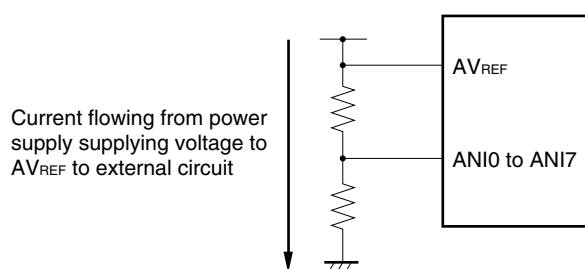 AVREF
Current flowing from power
supply supplying voltage to
AVREF to external circuit
ANI0 to ANI7